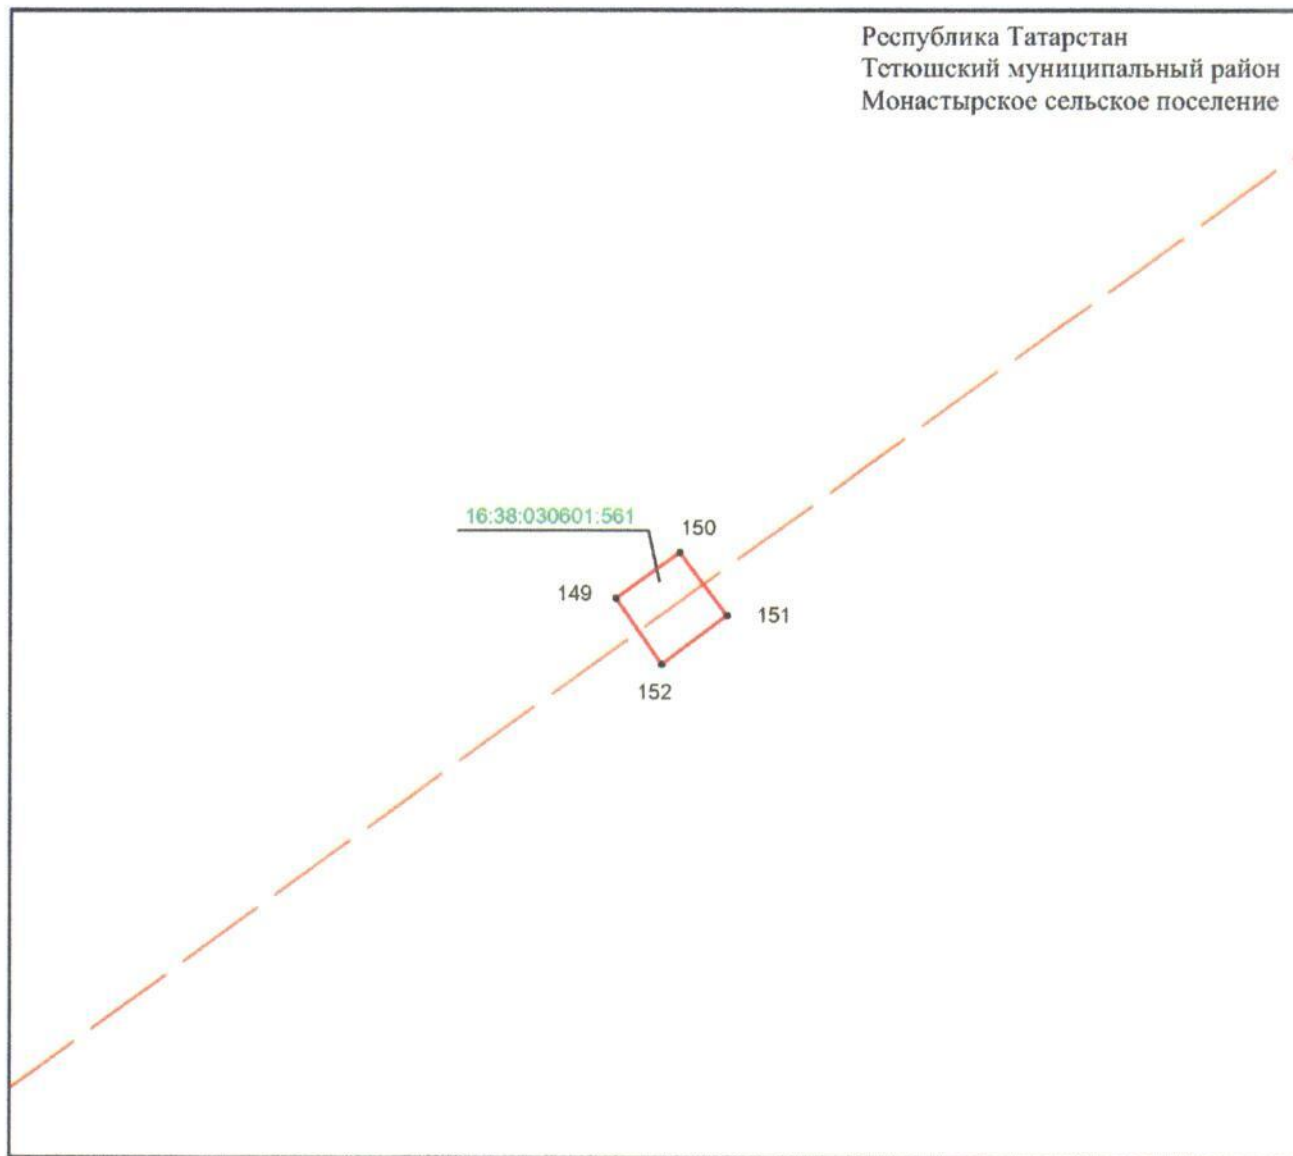 Республика Татарстан
Тетюшский муниципальный район
Монастырское сельское поселение
16:38:030601:561
150
149
151
152